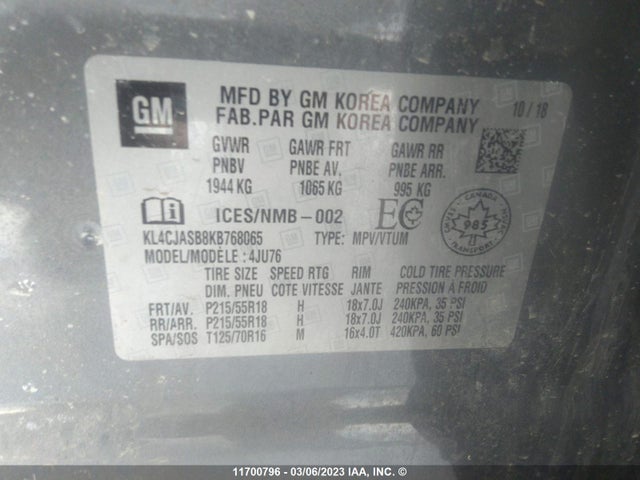 GM
MFD BY GM KOREA COMPANY
FAB.PAR GM KOREA COMPANY
10 / 18
GVWR GAWR FRT GAWR RR
PNBV PNBE AV. PNBE ARR.
1944 KG 1065 KG 995 KG
ICES/NMB-002 EC
CANADA 985
KL4CJASB8KB768065 TYPE: MPV/VTUM
MODEL/MODÈLE: 4JU76
TIRE SIZE SPEED RTG RIM COLD TIRE PRESSURE
DIM. PNEU COTE VITESSE JANTE PRESSION À FROID
FRT/AV. P215/55R18 H 18x7.0J 240KPA, 35 PSI
RR/ARR. P215/55R18 H 18x7.0J 240KPA, 35 PSI
SPA/SOS T125/70R16 M 16x4.0T 420KPA, 60 PSI
11700796 - 03/06/2023 IAA, INC. ©